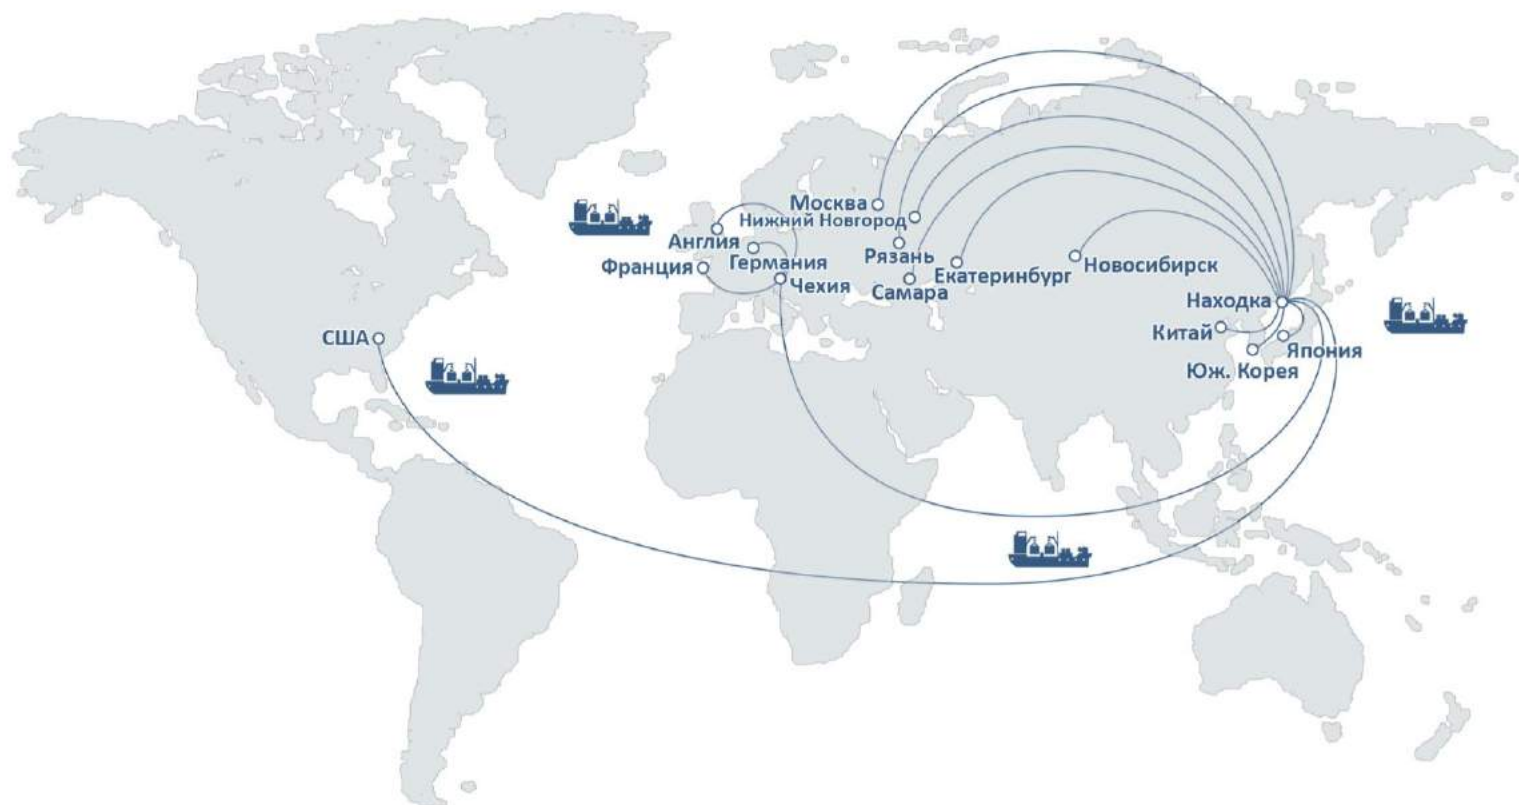 Москва
Нижний Новгород
Англия
Рязань
Германия
Франция
Екатеринбург
Новосибирск
Чехия
Самара
Находка
Китай
США
Япония
Юж. Корея